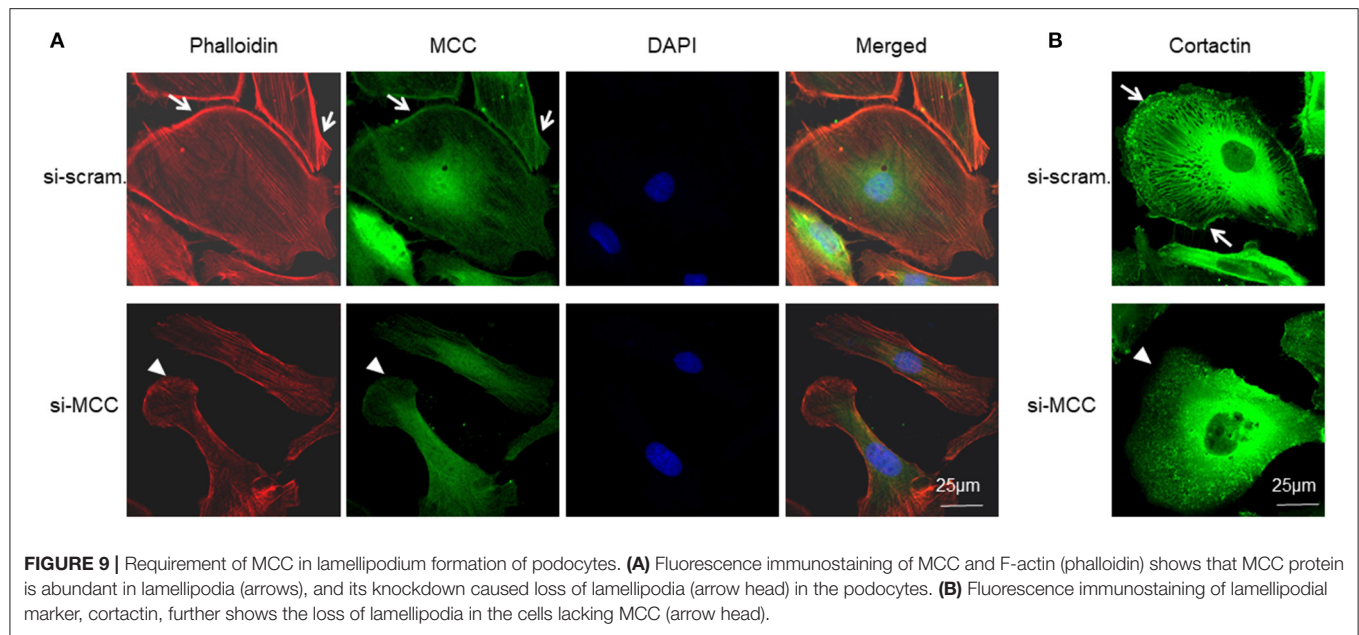 A
B
Phalloidin MCC DAPI Merged
Cortactin
si-scram.
si-scram.
si-MCC
si-MCC
25µm
25µm
FIGURE 9 | Requirement of MCC in lamellipodium formation of podocytes. (A) Fluorescence immunostaining of MCC and F-actin (phalloidin) shows that MCC protein
is abundant in lamellipodia (arrows), and its knockdown caused loss of lamellipodia (arrow head) in the podocytes. (B) Fluorescence immunostaining of lamellipodial
marker, cortactin, further shows the loss of lamellipodia in the cells lacking MCC (arrow head).